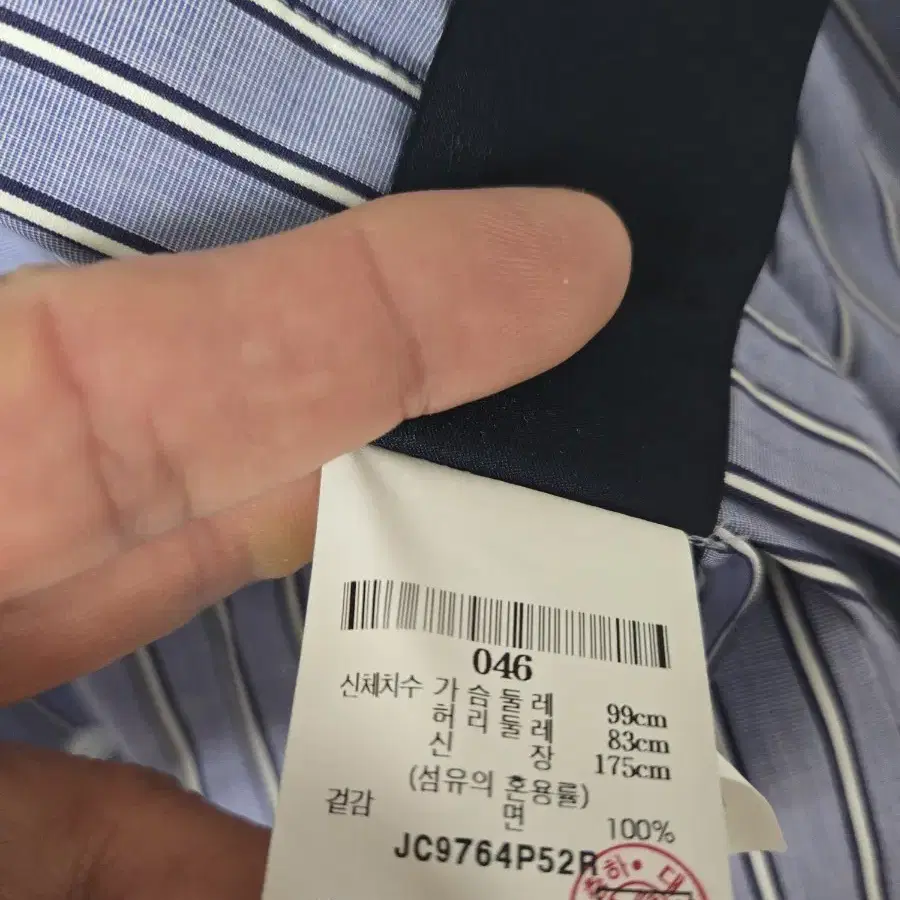 046
신체치수 가슴둘레 99cm
허리둘레 83cm
신장 175cm
(섬유의 혼용률)
겉감 면 100%
JC9764P52R